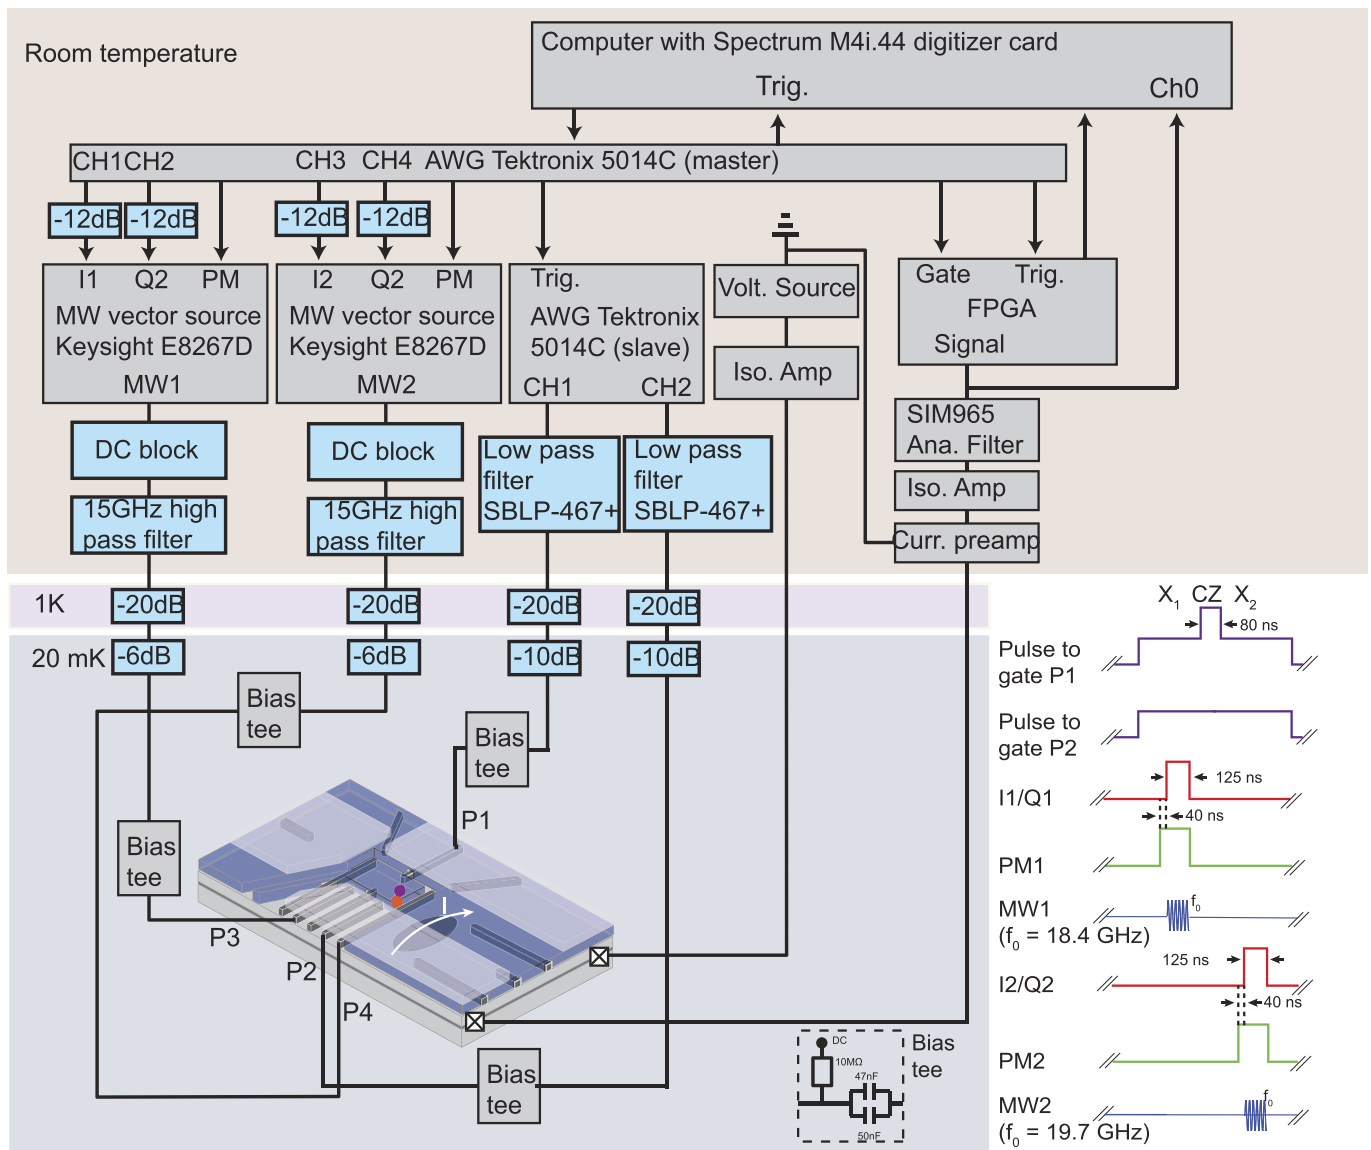 Room temperature
Computer with Spectrum M4i.44 digitizer card
Trig.
Ch0
CH1 CH2 CH3 CH4 AWG Tektronix 5014C (master)
-12dB -12dB -12dB -12dB
I1 Q2 PM
MW vector source
Keysight E8267D
MW1
I2 Q2 PM
MW vector source
Keysight E8267D
MW2
Trig.
AWG Tektronix
5014C (slave)
CH1 CH2
Volt. Source
Iso. Amp
Gate Trig.
FPGA
Signal
SIM965
Ana. Filter
Iso. Amp
Curr. preamp
DC block
DC block
15GHz high
pass filter
15GHz high
pass filter
Low pass
filter
SBLP-467+
Low pass
filter
SBLP-467+
1K
-20dB -20dB -20dB -20dB
20 mK
-6dB -6dB -10dB -10dB
Bias
tee
Bias
tee
Bias
tee
Bias
tee
P1
I
P3
P2
P4
DC
10MΩ
47nF
50nF
Bias
tee
X1 CZ X2
80 ns
Pulse to
gate P1
Pulse to
gate P2
125 ns
I1/Q1
40 ns
PM1
MW1
(f0 = 18.4 GHz)
f0
125 ns
I2/Q2
40 ns
PM2
MW2
(f0 = 19.7 GHz)
f0